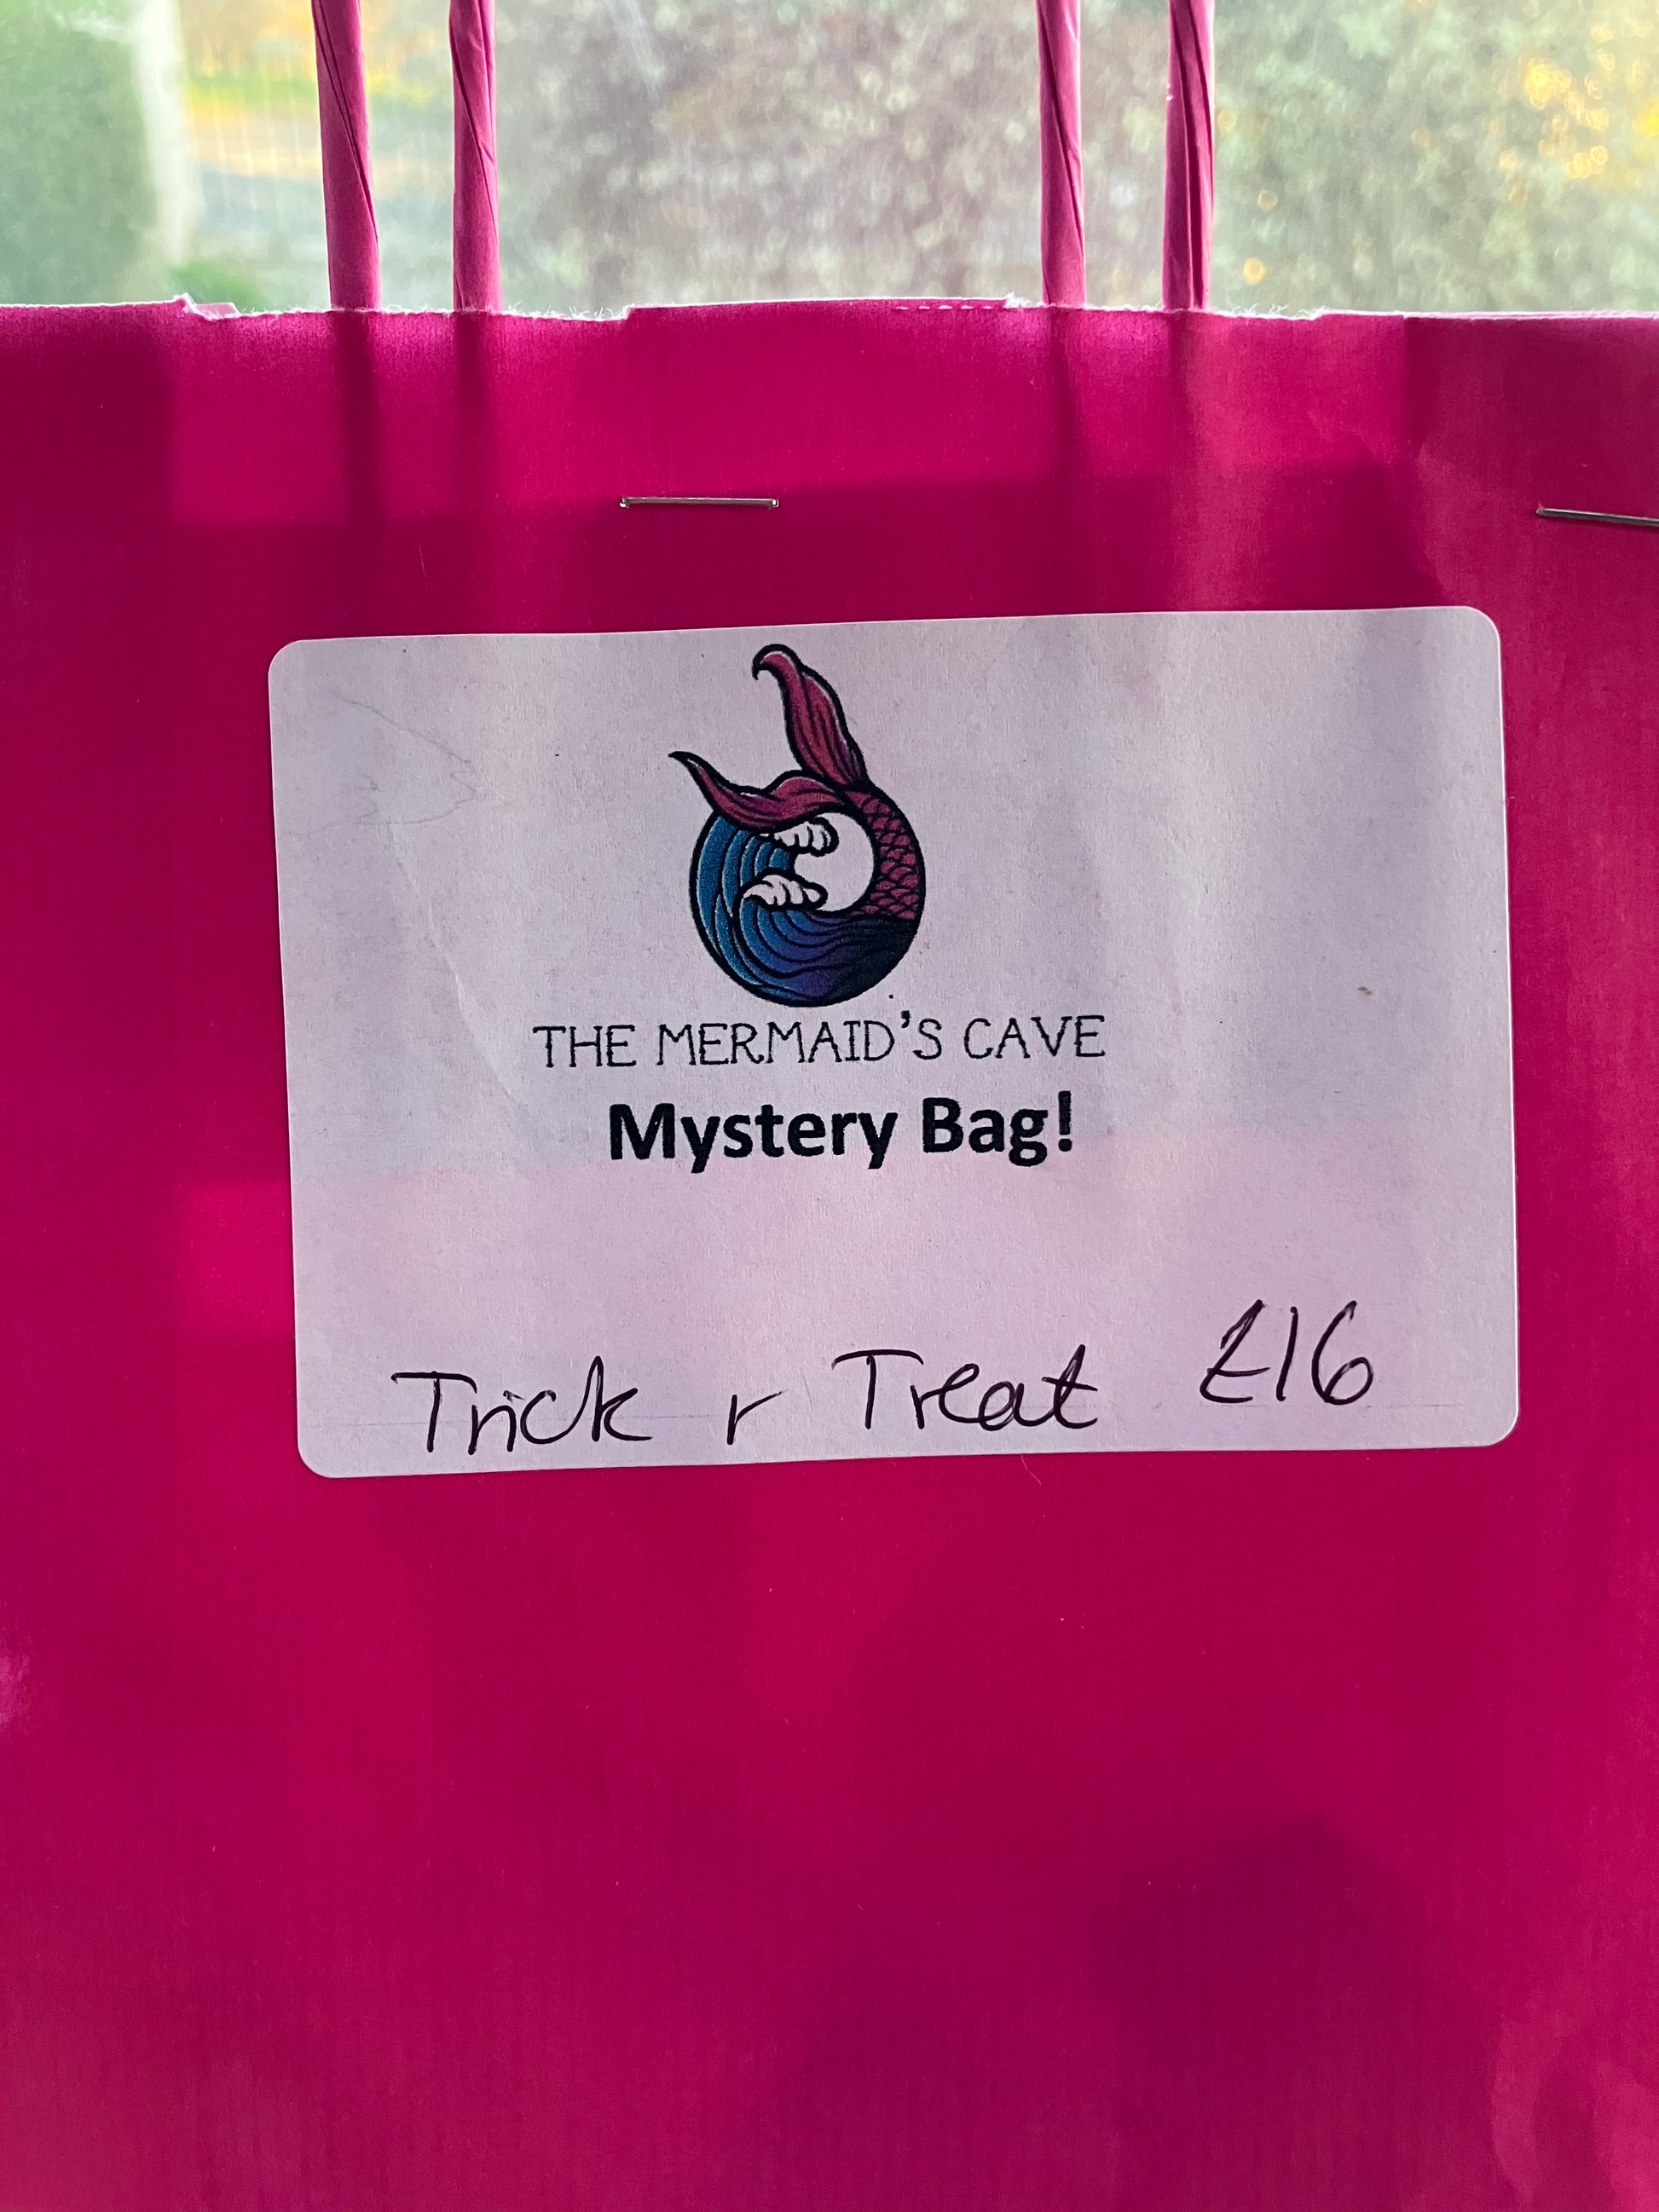 THE MERMAID'S CAVE
Mystery Bag!
Trick r Treat £16